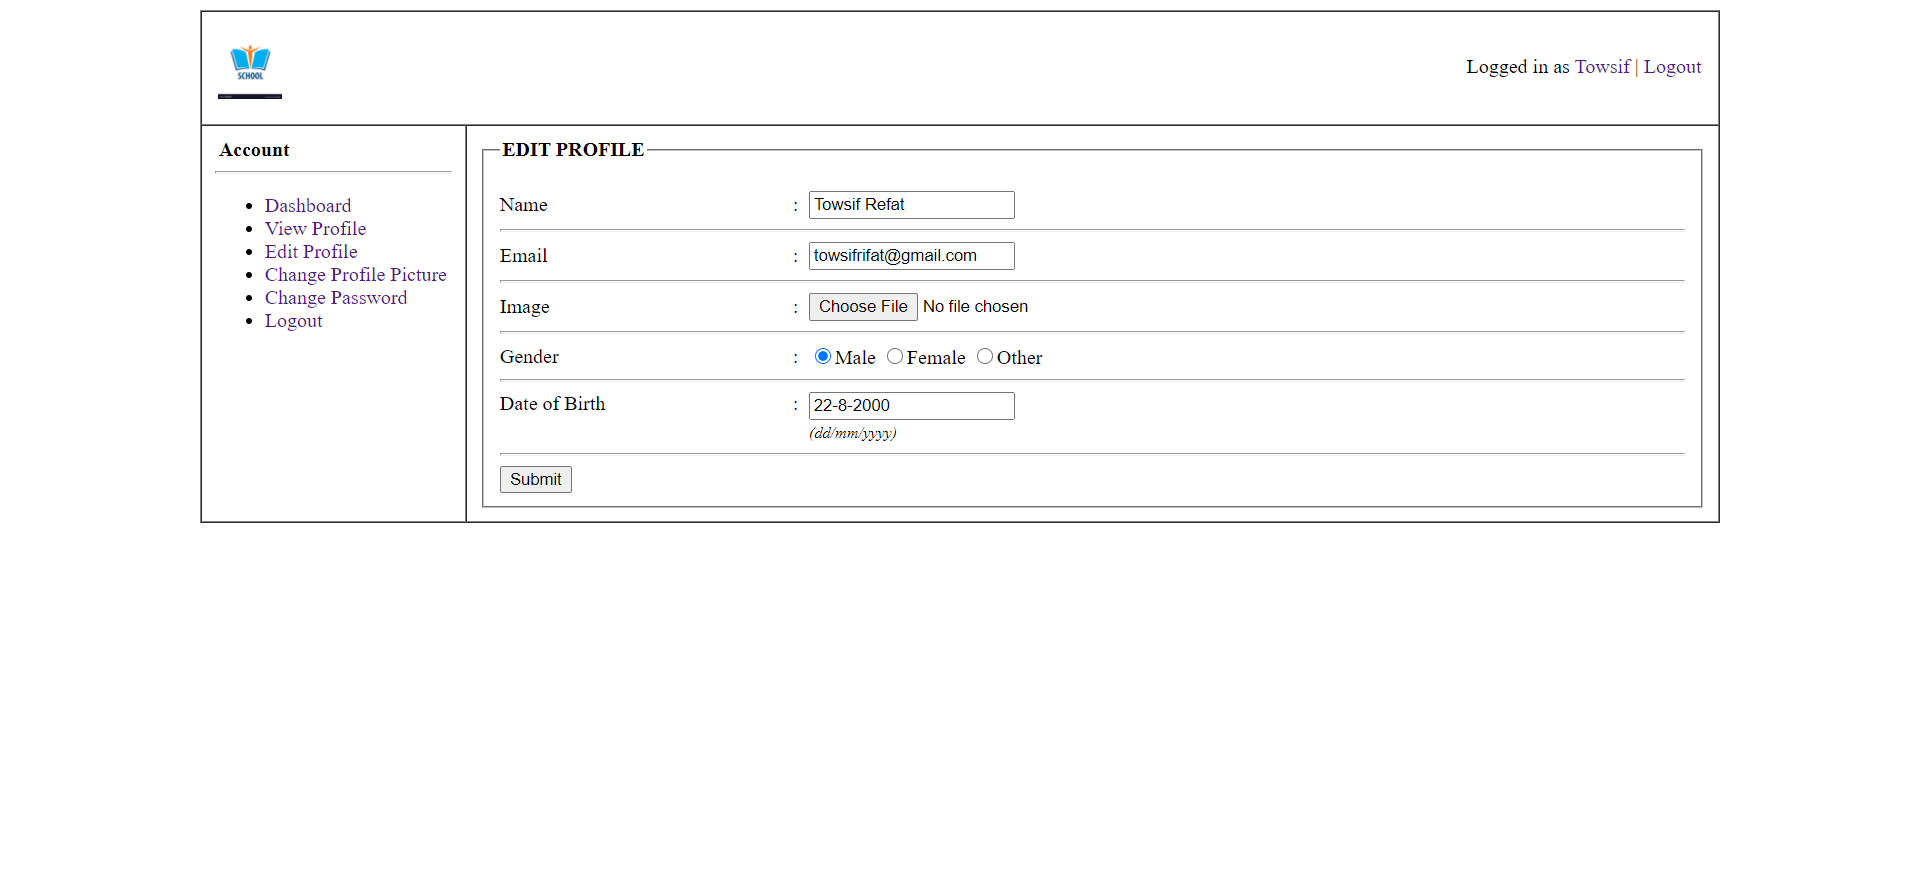 SCHOOL
Logged in as Towsif | Logout
Account
Dashboard
View Profile
Edit Profile
Change Profile Picture
Change Password
Logout
EDIT PROFILE
Name : Towsif Refat
Email : towsifrifat@gmail.com
Image : Choose File No file chosen
Gender : Male Female Other
Date of Birth : 22-8-2000
(dd/mm/yyyy)
Submit